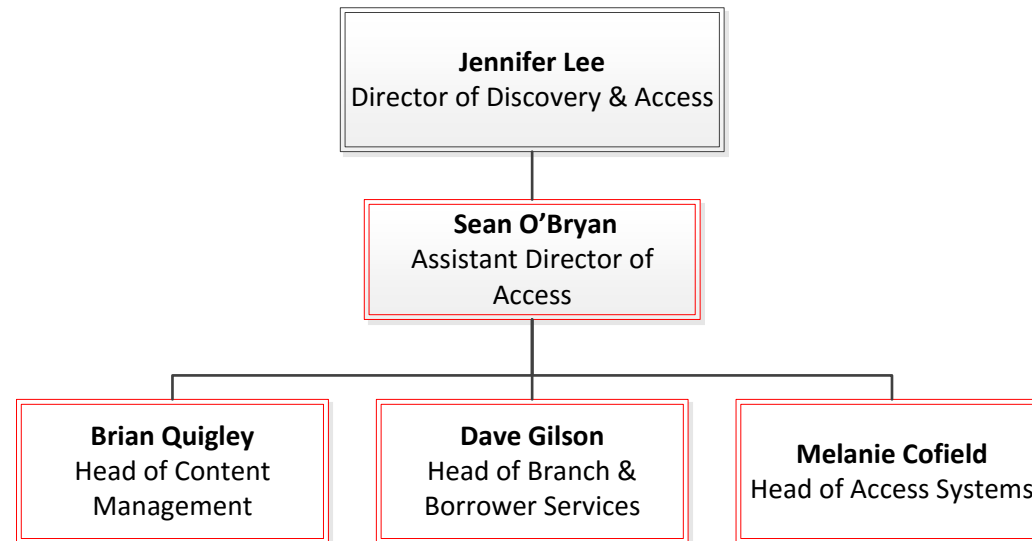 Jennifer Lee
Director of Discovery & Access
Sean O’Bryan
Assistant Director of
Access
Brian Quigley
Head of Content
Management
Dave Gilson
Head of Branch &
Borrower Services
Melanie Cofield
Head of Access Systems